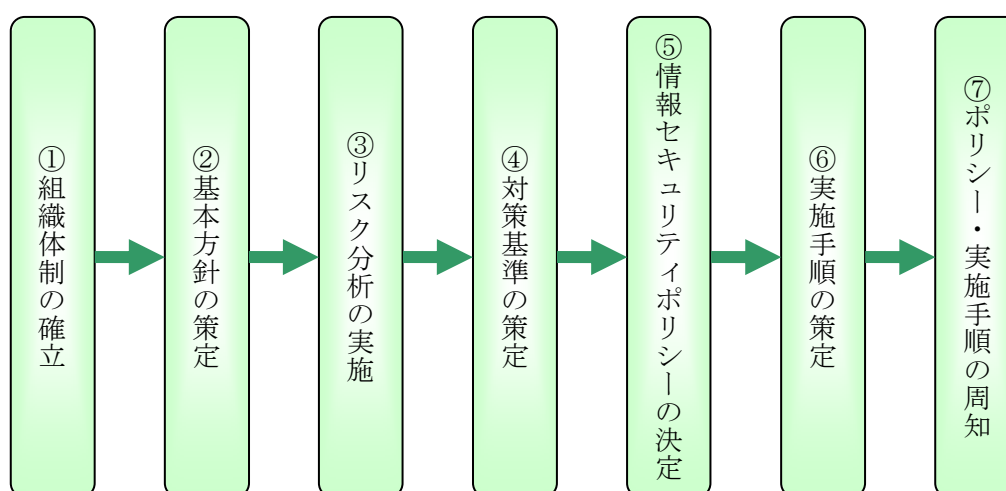 ①組織体制の確立
②基本方針の策定
③リスク分析の実施
④対策基準の策定
⑤情報セキュリティポリシーの決定
⑥実施手順の策定
⑦ポリシー・実施手順の周知